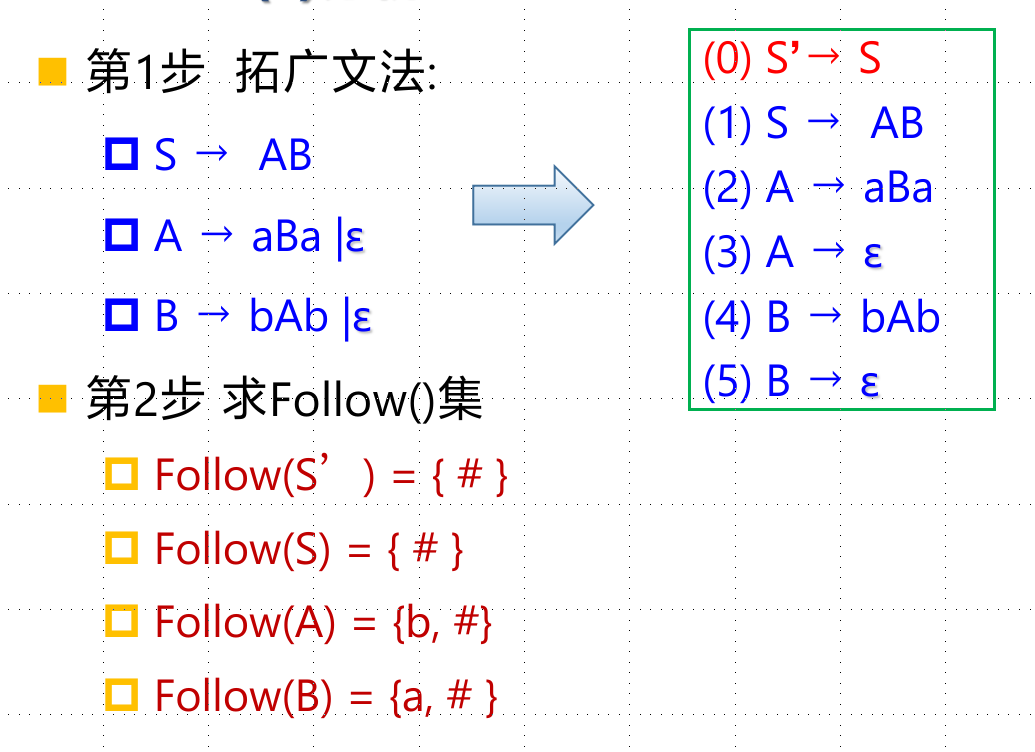 第1步 拓广文法:
S → AB
A → aBa |ε
B → bAb |ε
(0) S’→ S
(1) S → AB
(2) A → aBa
(3) A → ε
(4) B → bAb
(5) B → ε
第2步 求Follow()集
Follow(S’ ) = { # }
Follow(S) = { # }
Follow(A) = {b, #}
Follow(B) = {a, # }